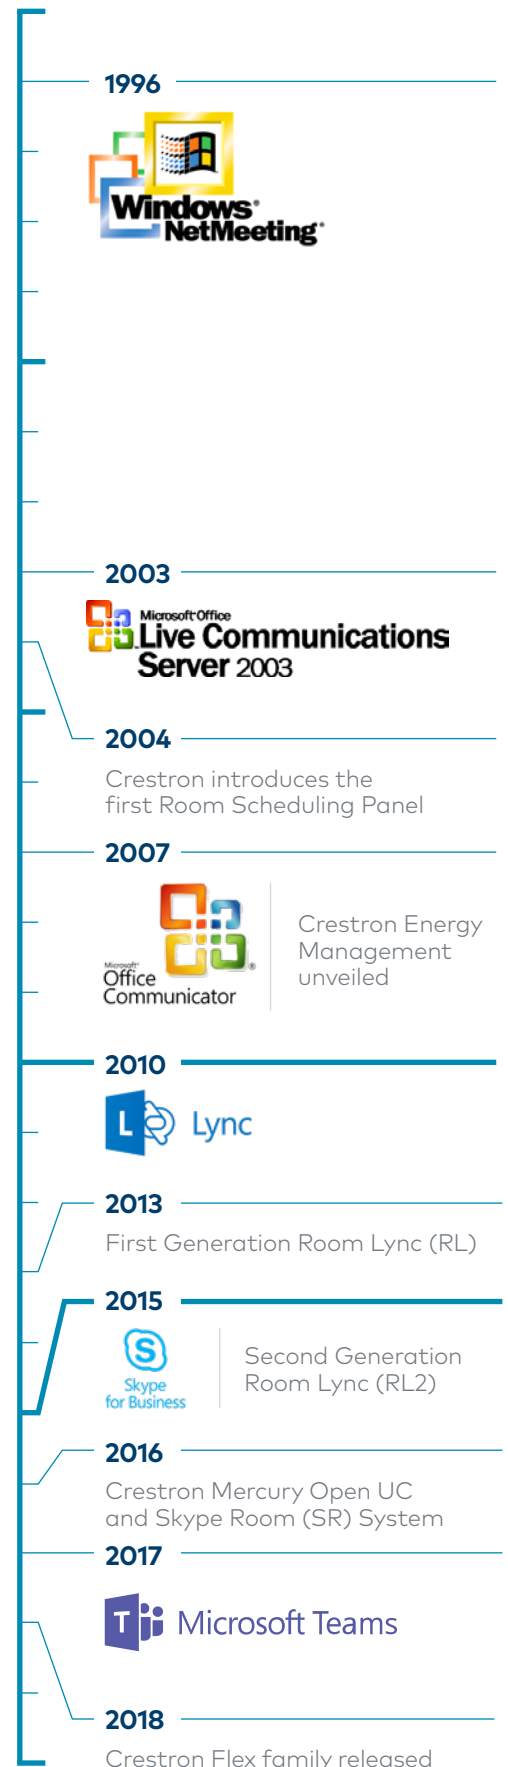 1996
Windows®
NetMeeting®
2003
Microsoft® Office
Live Communications
Server 2003
2004
Crestron introduces the
first Room Scheduling Panel
2007
Microsoft®
Office
Communicator
Crestron Energy
Management
unveiled
2010
L Lync
2013
First Generation Room Lync (RL)
2015
S
Skype
for Business
Second Generation
Room Lync (RL2)
2016
Crestron Mercury Open UC
and Skype Room (SR) System
2017
T Microsoft Teams
2018
Crestron Flex family released